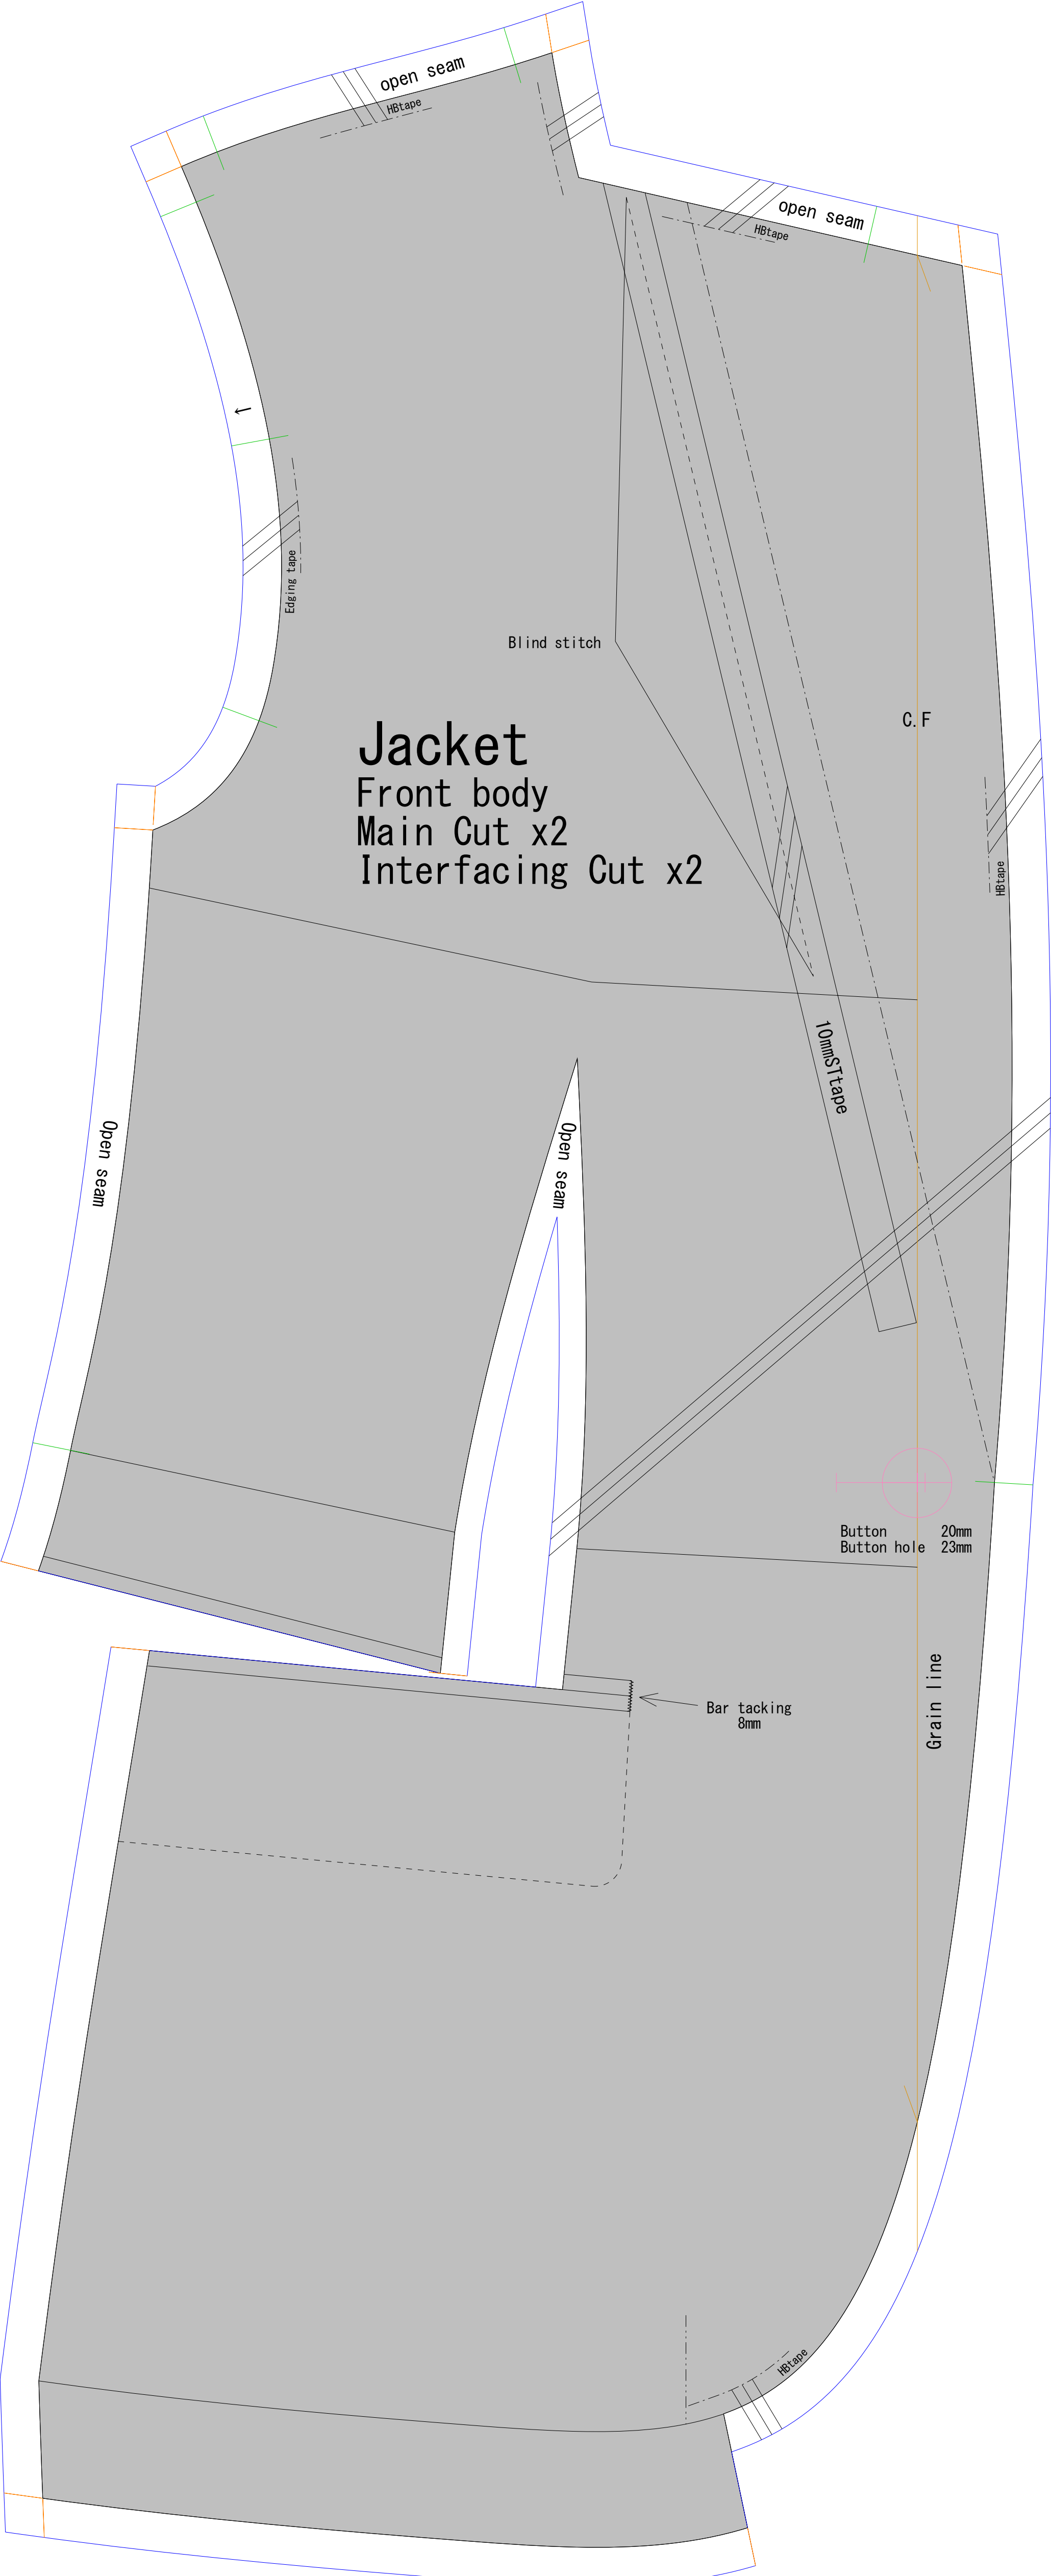 open seam
HBtape
open seam
HBtape
Edging tape
Blind stitch
C.F
Jacket
Front body
Main Cut x2
Interfacing Cut x2
HBtape
10mmSTtape
Open seam
Open seam
Button 20mm
Button hole 23mm
Grain line
Bar tacking
8mm
HBtape